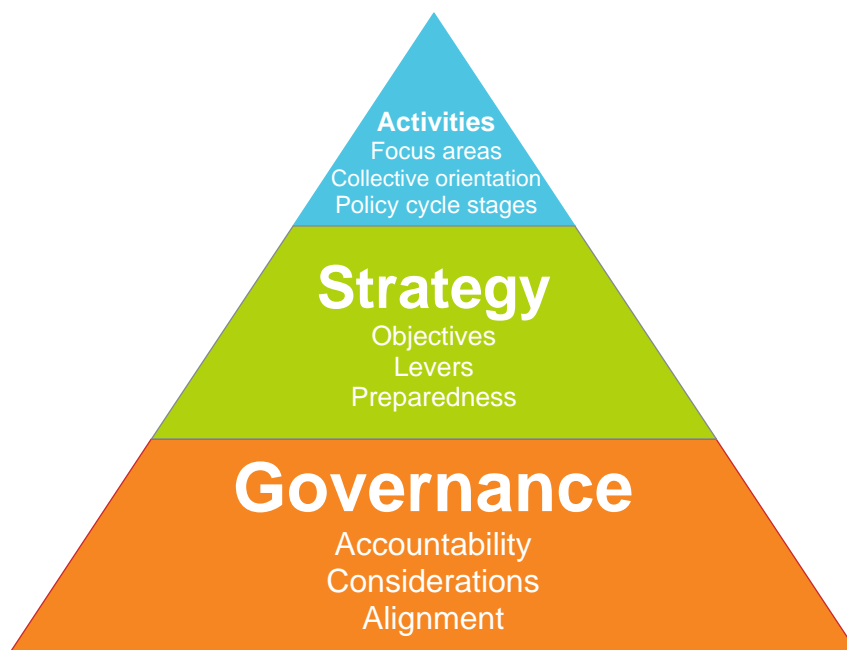 Activities
Focus areas
Collective orientation
Policy cycle stages
Strategy
Objectives
Levers
Preparedness
Governance
Accountability
Considerations
Alignment